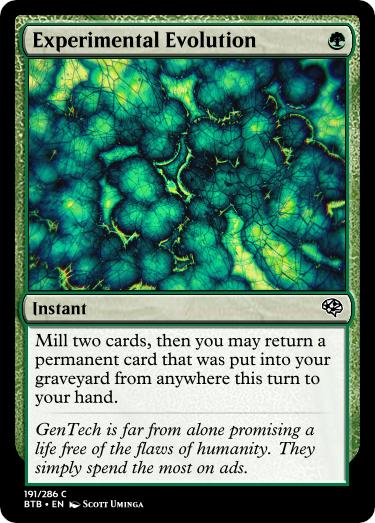 Experimental Evolution
Instant
Mill two cards, then you may return a
permanent card that was put into your
graveyard from anywhere this turn to
your hand.
GenTech is far from alone promising a
life free of the flaws of humanity. They
simply spend the most on ads.
191/286 C
BTB • EN Scott Uminga